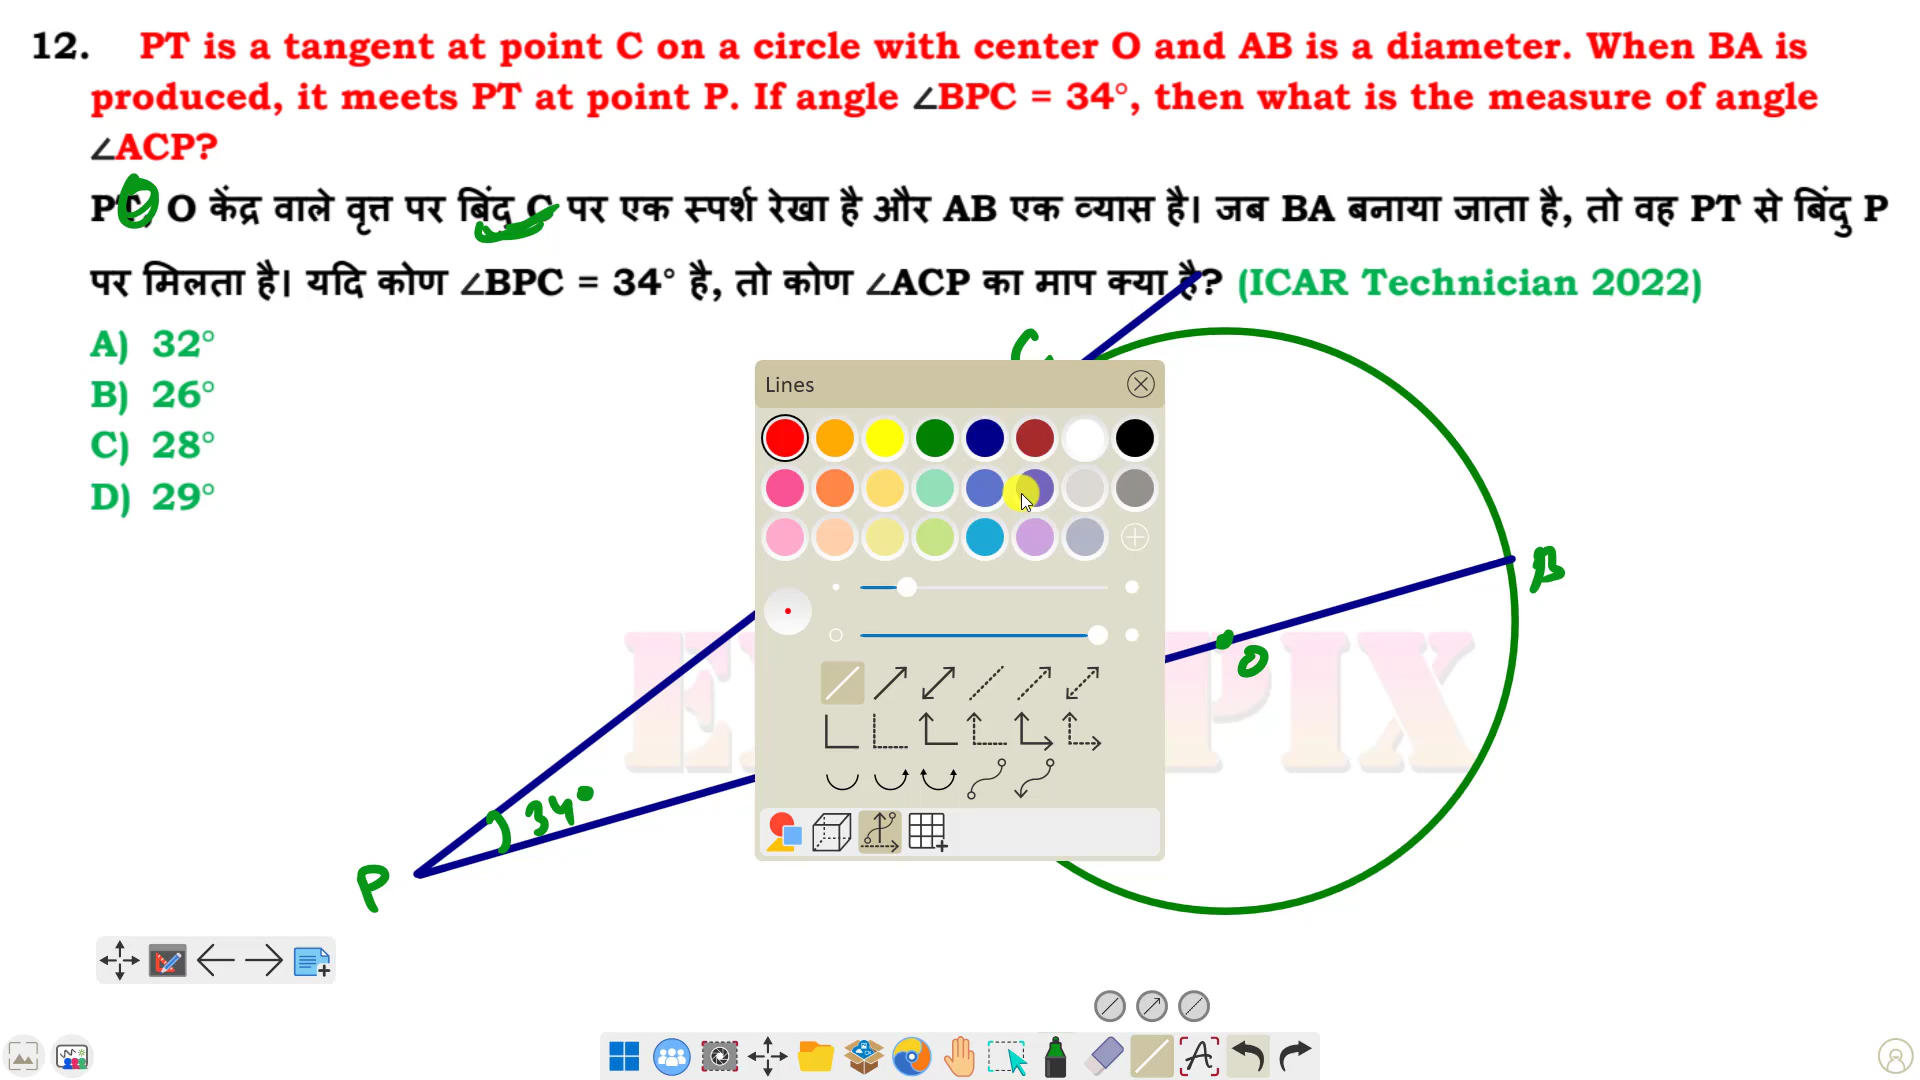 12. PT is a tangent at point C on a circle with center O and AB is a diameter. When BA is
produced, it meets PT at point P. If angle ∠BPC = 34°, then what is the measure of angle
∠ACP?
PT, O केंद्र वाले वृत्त पर बिंदु C पर एक स्पर्श रेखा है और AB एक व्यास है। जब BA बनाया जाता है, तो वह PT से बिंदु P
पर मिलता है। यदि कोण ∠BPC = 34° है, तो कोण ∠ACP का माप क्या है? (ICAR Technician 2022)
A) 32°
B) 26°
C) 28°
D) 29°
Lines
B
O
34°
P